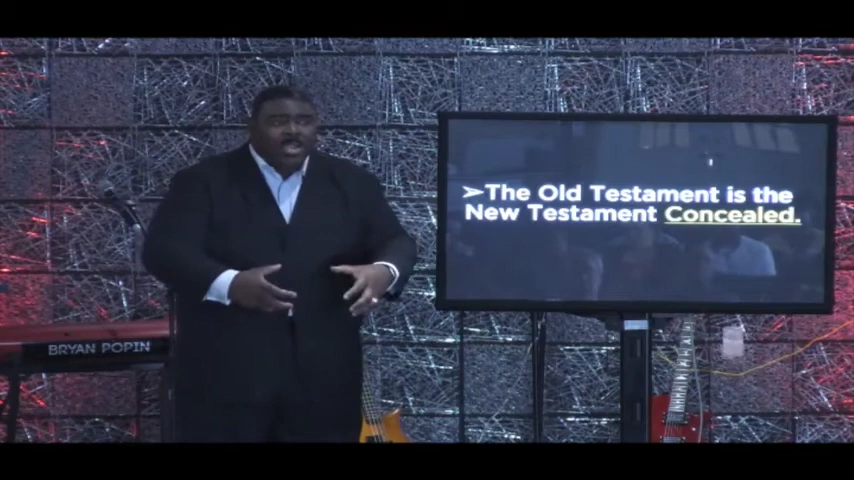 ➢The Old Testament is the
New Testament Concealed.
BRYAN POPIN